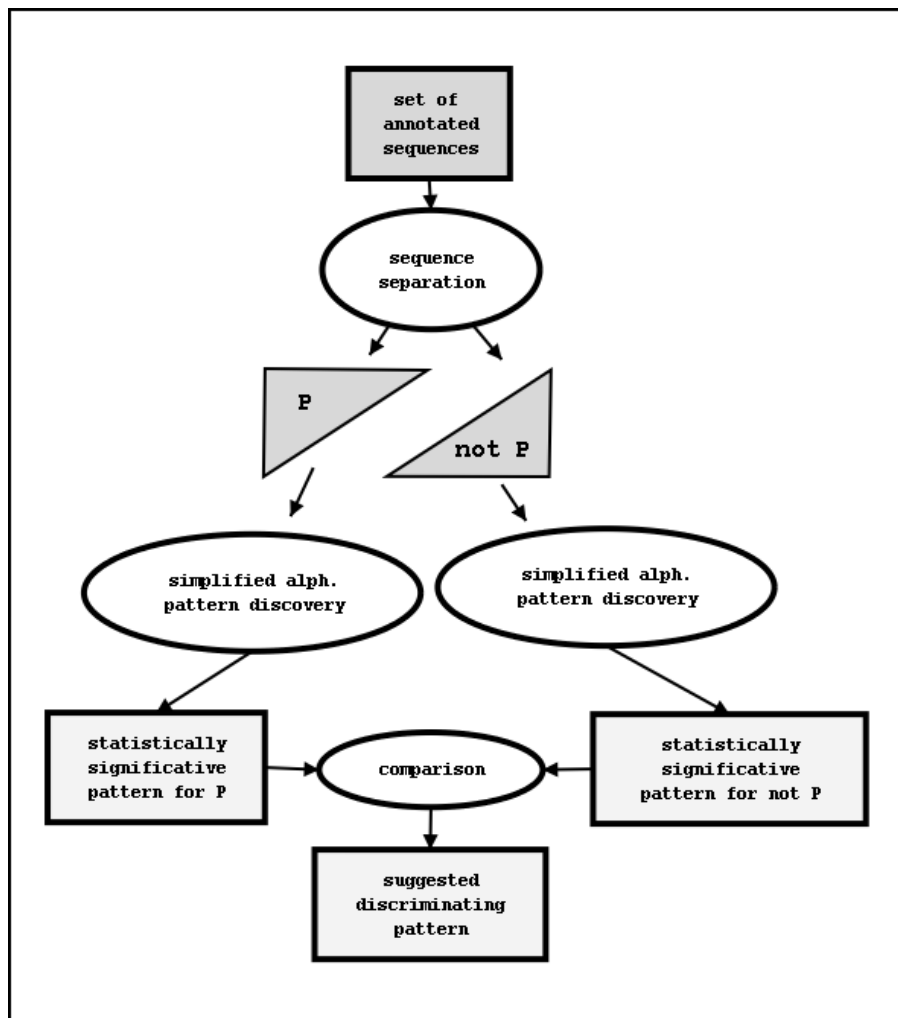 set of
annotated
sequences
sequence
separation
P
not P
simplified alph.
pattern discovery
simplified alph.
pattern discovery
statistically
significative
pattern for P
comparison
statistically
significative
pattern for not P
suggested
discriminating
pattern